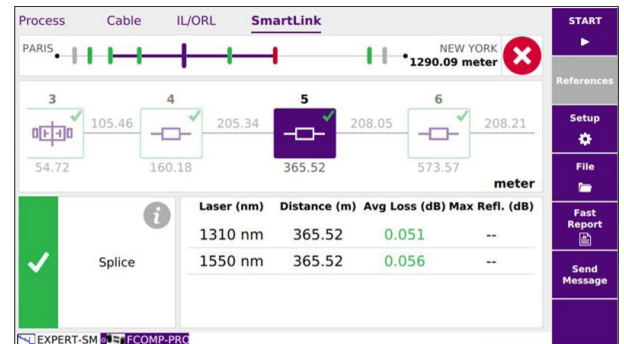 Process Cable IL/ORL SmartLink
PARIS
NEW YORK
1290.09 meter
3 4 5 6
105.46 205.34 208.05 208.21
54.72 160.18 365.52 573.57
meter
i
Splice
Laser (nm) Distance (m) Avg Loss (dB) Max Refl. (dB)
1310 nm 365.52 0.051 --
1550 nm 365.52 0.056 --
EXPERT-SM FCOMP-PRO
START
References
Setup
File
Fast
Report
Send
Message